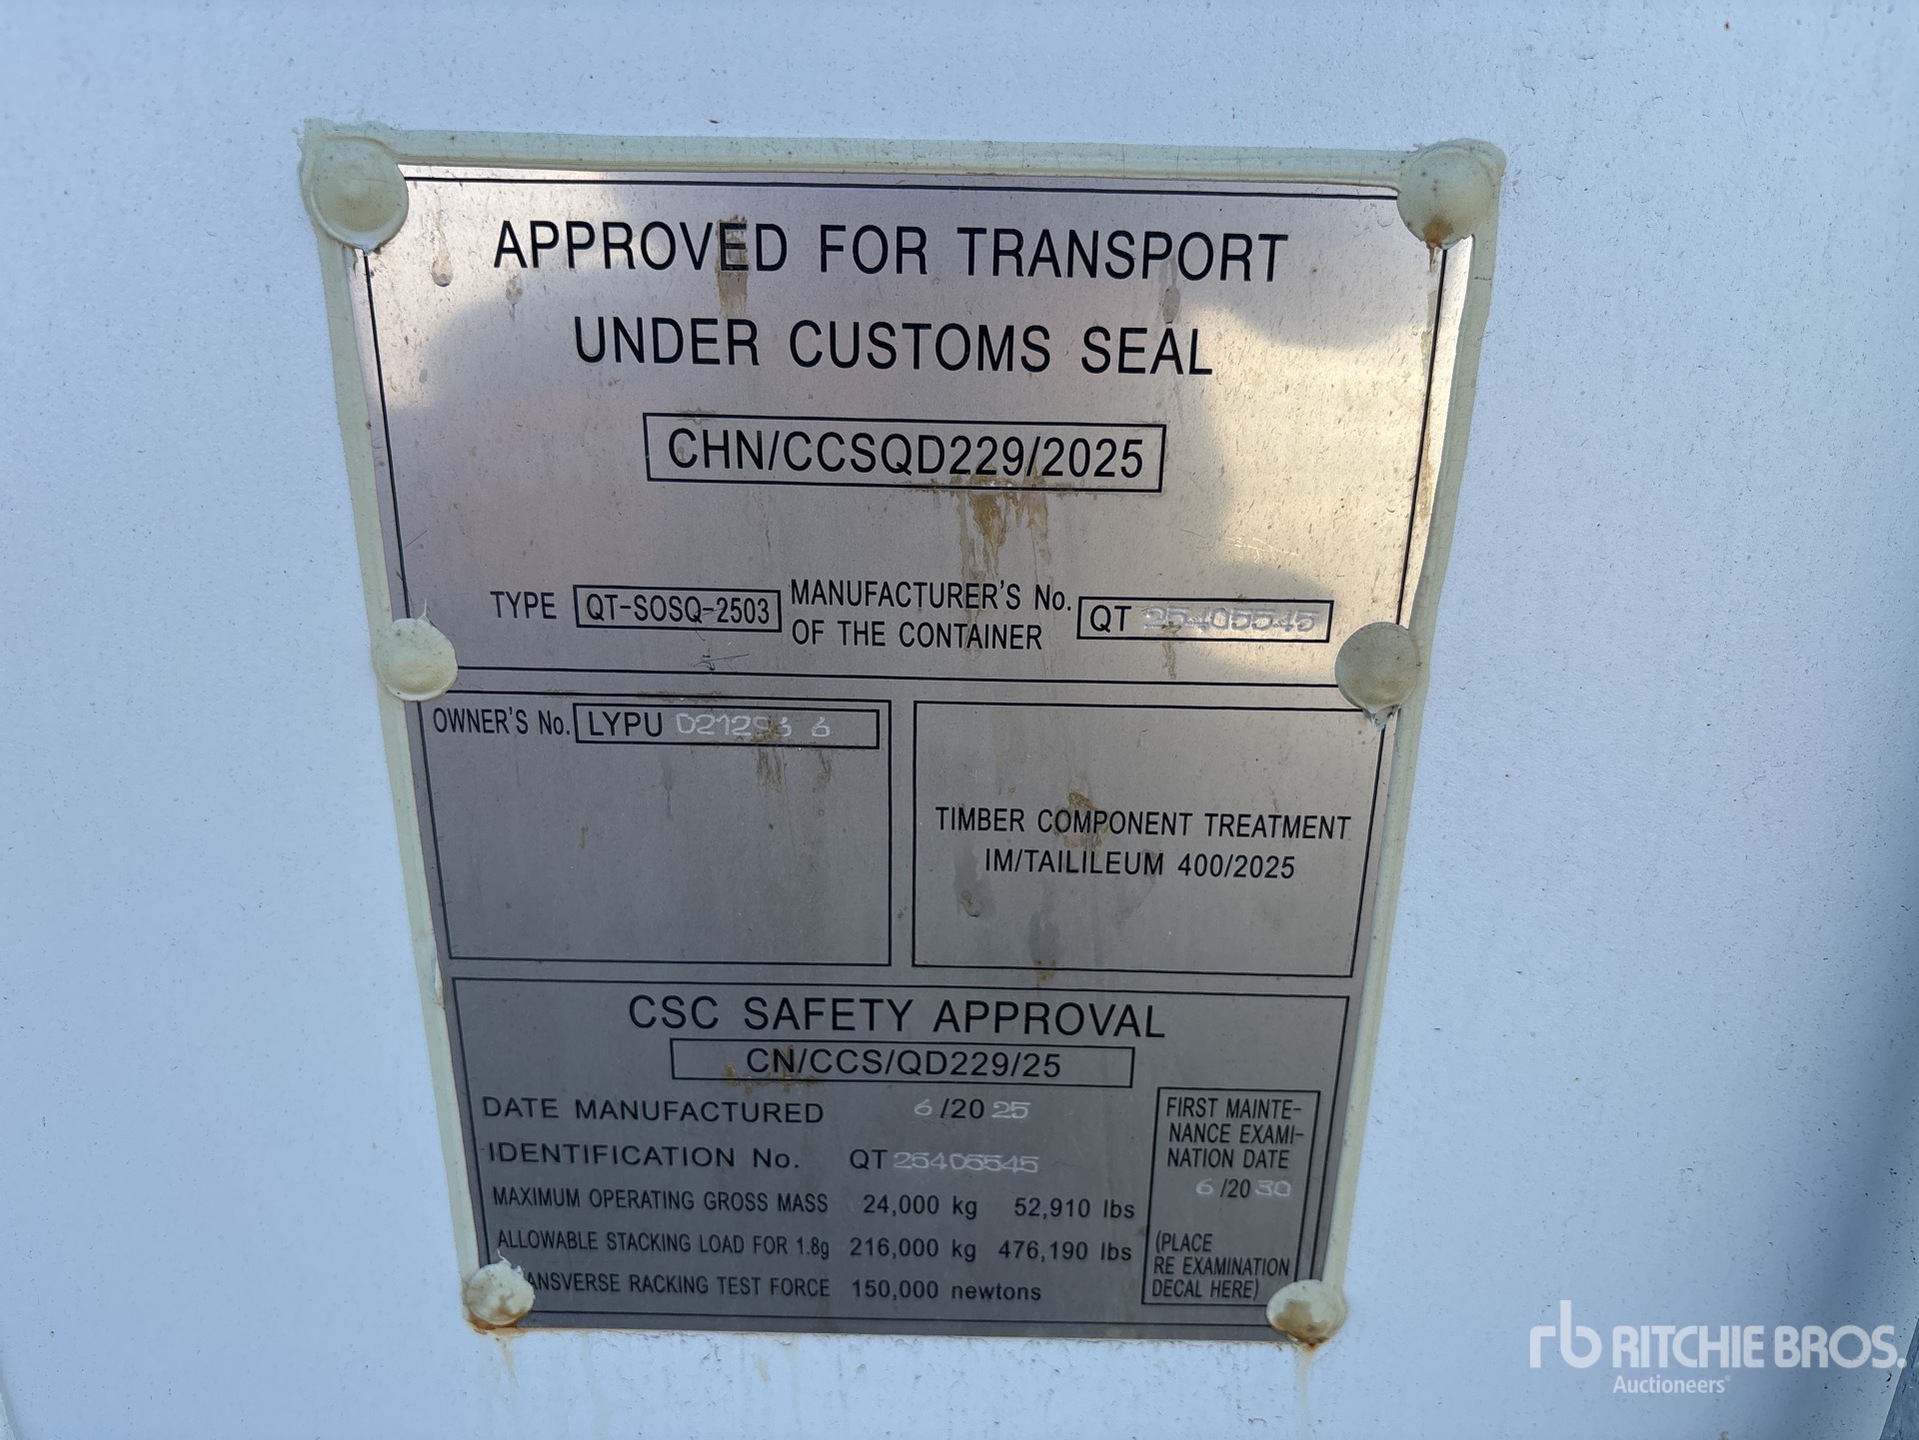 APPROVED FOR TRANSPORT
UNDER CUSTOMS SEAL
CHN/CCSQD229/2025
TYPE QT-SOSQ-2503 MANUFACTURER'S No. OF THE CONTAINER QT 25405545
OWNER'S No. LYPU
TIMBER COMPONENT TREATMENT
IM/TAILILEUM 400/2025
CSC SAFETY APPROVAL
CN/CCS/QD229/25
DATE MANUFACTURED 6/2025
IDENTIFICATION No. QT 25405545
MAXIMUM OPERATING GROSS MASS 24,000 kg 52,910 lbs
ALLOWABLE STACKING LOAD FOR 1.8g 216,000 kg 476,190 lbs
RACKING TEST FORCE 150,000 newtons
FIRST MAINTE-
NANCE EXAMI-
NATION DATE
6/2030
(PLACE
RE EXAMINATION
DECAL HERE)
rb RITCHIE BROS.
Auctioneers